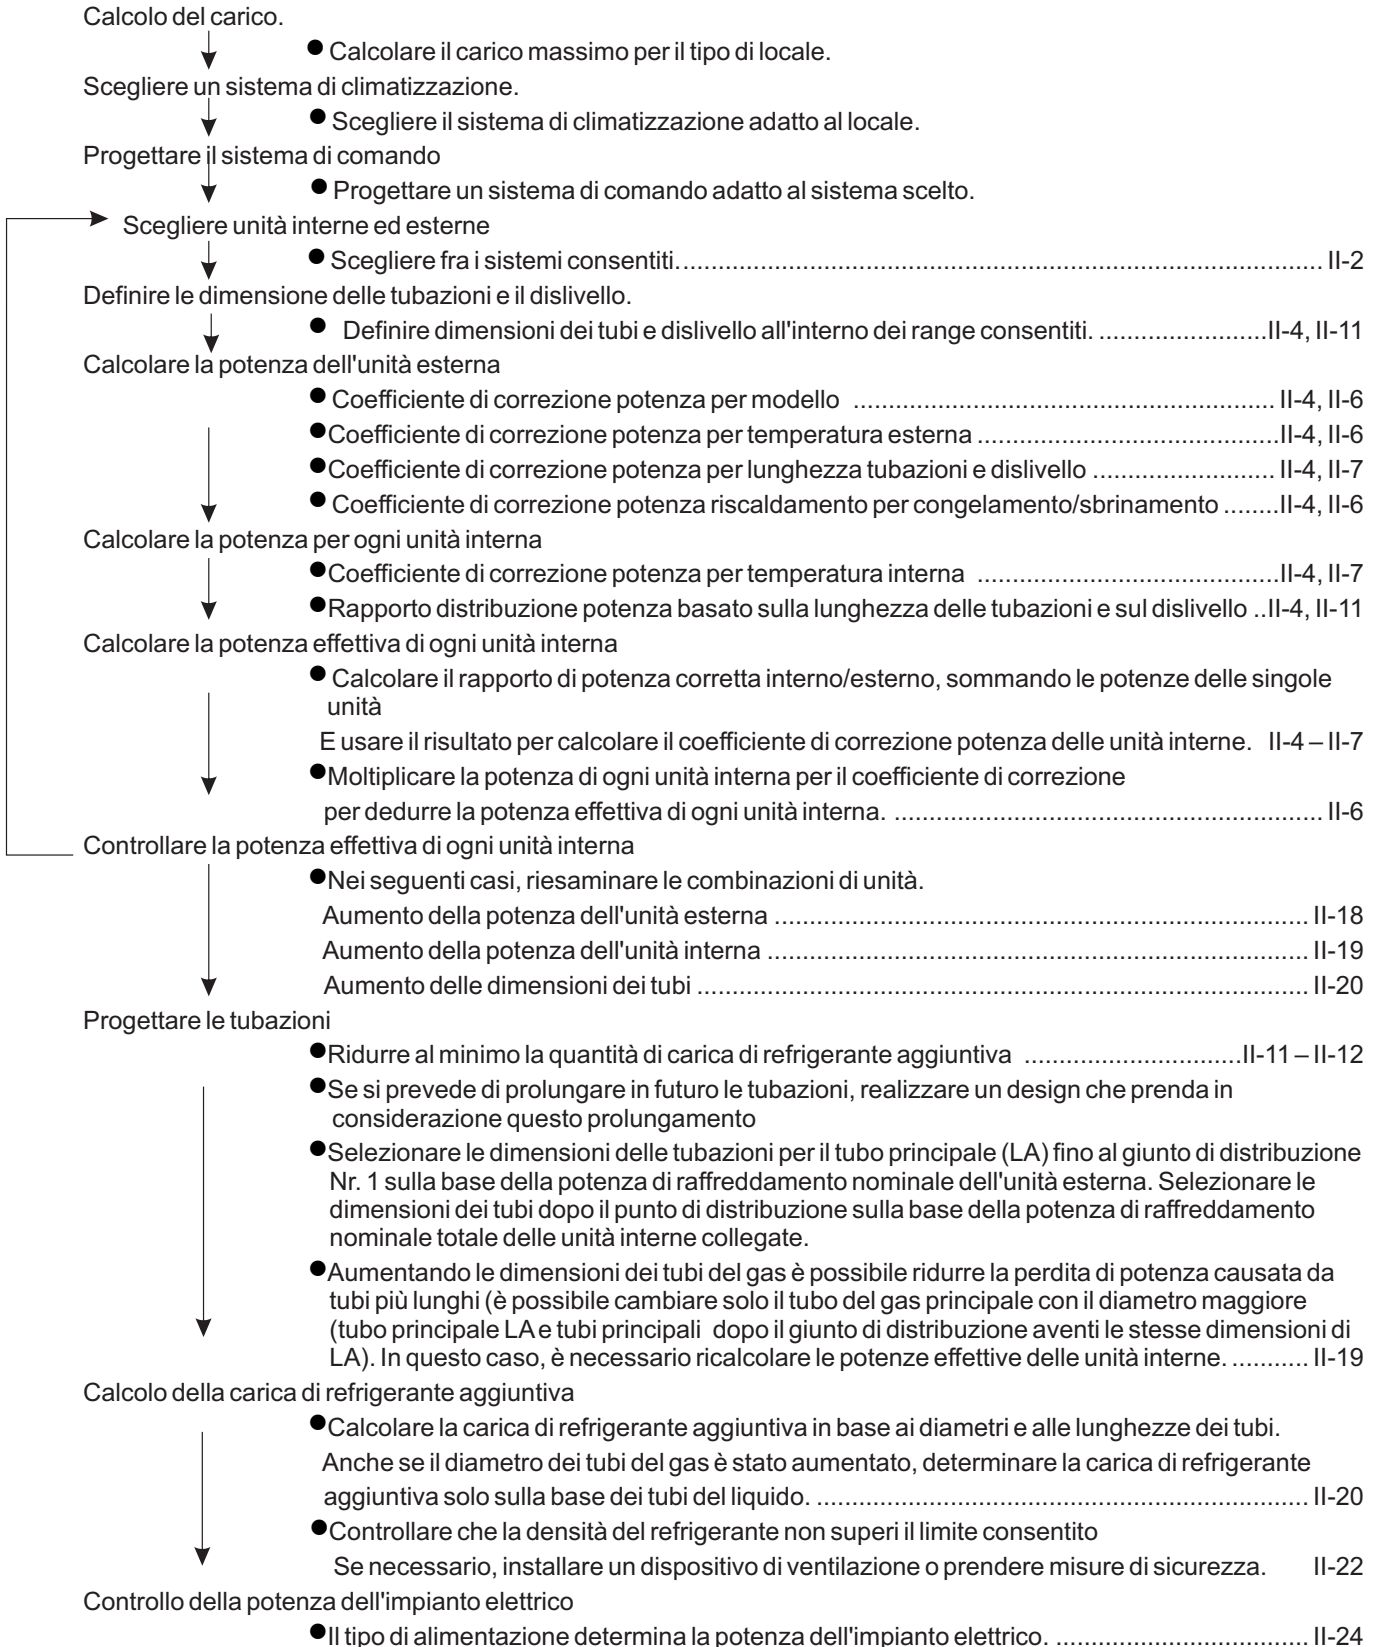 Calcolo del carico.
● Calcolare il carico massimo per il tipo di locale.
Scegliere un sistema di climatizzazione.
● Scegliere il sistema di climatizzazione adatto al locale.
Progettare il sistema di comando
● Progettare un sistema di comando adatto al sistema scelto.
Scegliere unità interne ed esterne
● Scegliere fra i sistemi consentiti. ........ II-2
Definire le dimensione delle tubazioni e il dislivello.
● Definire dimensioni dei tubi e dislivello all'interno dei range consentiti. ........ II-4, II-11
Calcolare la potenza dell'unità esterna
● Coefficiente di correzione potenza per modello ........ II-4, II-6
● Coefficiente di correzione potenza per temperatura esterna ........ II-4, II-6
● Coefficiente di correzione potenza per lunghezza tubazioni e dislivello ........ II-4, II-7
● Coefficiente di correzione potenza riscaldamento per congelamento/sbrinamento ........ II-4, II-6
Calcolare la potenza per ogni unità interna
● Coefficiente di correzione potenza per temperatura interna ........ II-4, II-7
● Rapporto distribuzione potenza basato sulla lunghezza delle tubazioni e sul dislivello .. II-4, II-11
Calcolare la potenza effettiva di ogni unità interna
● Calcolare il rapporto di potenza corretta interno/esterno, sommando le potenze delle singole
unità
E usare il risultato per calcolare il coefficiente di correzione potenza delle unità interne. II-4 – II-7
● Moltiplicare la potenza di ogni unità interna per il coefficiente di correzione
per dedurre la potenza effettiva di ogni unità interna. ........ II-6
Controllare la potenza effettiva di ogni unità interna
● Nei seguenti casi, riesaminare le combinazioni di unità.
Aumento della potenza dell'unità esterna ........ II-18
Aumento della potenza dell'unità interna ........ II-19
Aumento delle dimensioni dei tubi ........ II-20
Progettare le tubazioni
● Ridurre al minimo la quantità di carica di refrigerante aggiuntiva ........ II-11 – II-12
● Se si prevede di prolungare in futuro le tubazioni, realizzare un design che prenda in
considerazione questo prolungamento
● Selezionare le dimensioni delle tubazioni per il tubo principale (LA) fino al giunto di distribuzione
Nr. 1 sulla base della potenza di raffreddamento nominale dell'unità esterna. Selezionare le
dimensioni dei tubi dopo il punto di distribuzione sulla base della potenza di raffreddamento
nominale totale delle unità interne collegate.
● Aumentando le dimensioni dei tubi del gas è possibile ridurre la perdita di potenza causata da
tubi più lunghi (è possibile cambiare solo il tubo del gas principale con il diametro maggiore
(tubo principale LA e tubi principali dopo il giunto di distribuzione aventi le stesse dimensioni di
LA). In questo caso, è necessario ricalcolare le potenze effettive delle unità interne. ........ II-19
Calcolo della carica di refrigerante aggiuntiva
● Calcolare la carica di refrigerante aggiuntiva in base ai diametri e alle lunghezze dei tubi.
Anche se il diametro dei tubi del gas è stato aumentato, determinare la carica di refrigerante
aggiuntiva solo sulla base dei tubi del liquido. ........ II-20
● Controllare che la densità del refrigerante non superi il limite consentito
Se necessario, installare un dispositivo di ventilazione o prendere misure di sicurezza. II-22
Controllo della potenza dell'impianto elettrico
● Il tipo di alimentazione determina la potenza dell'impianto elettrico. ........ II-24